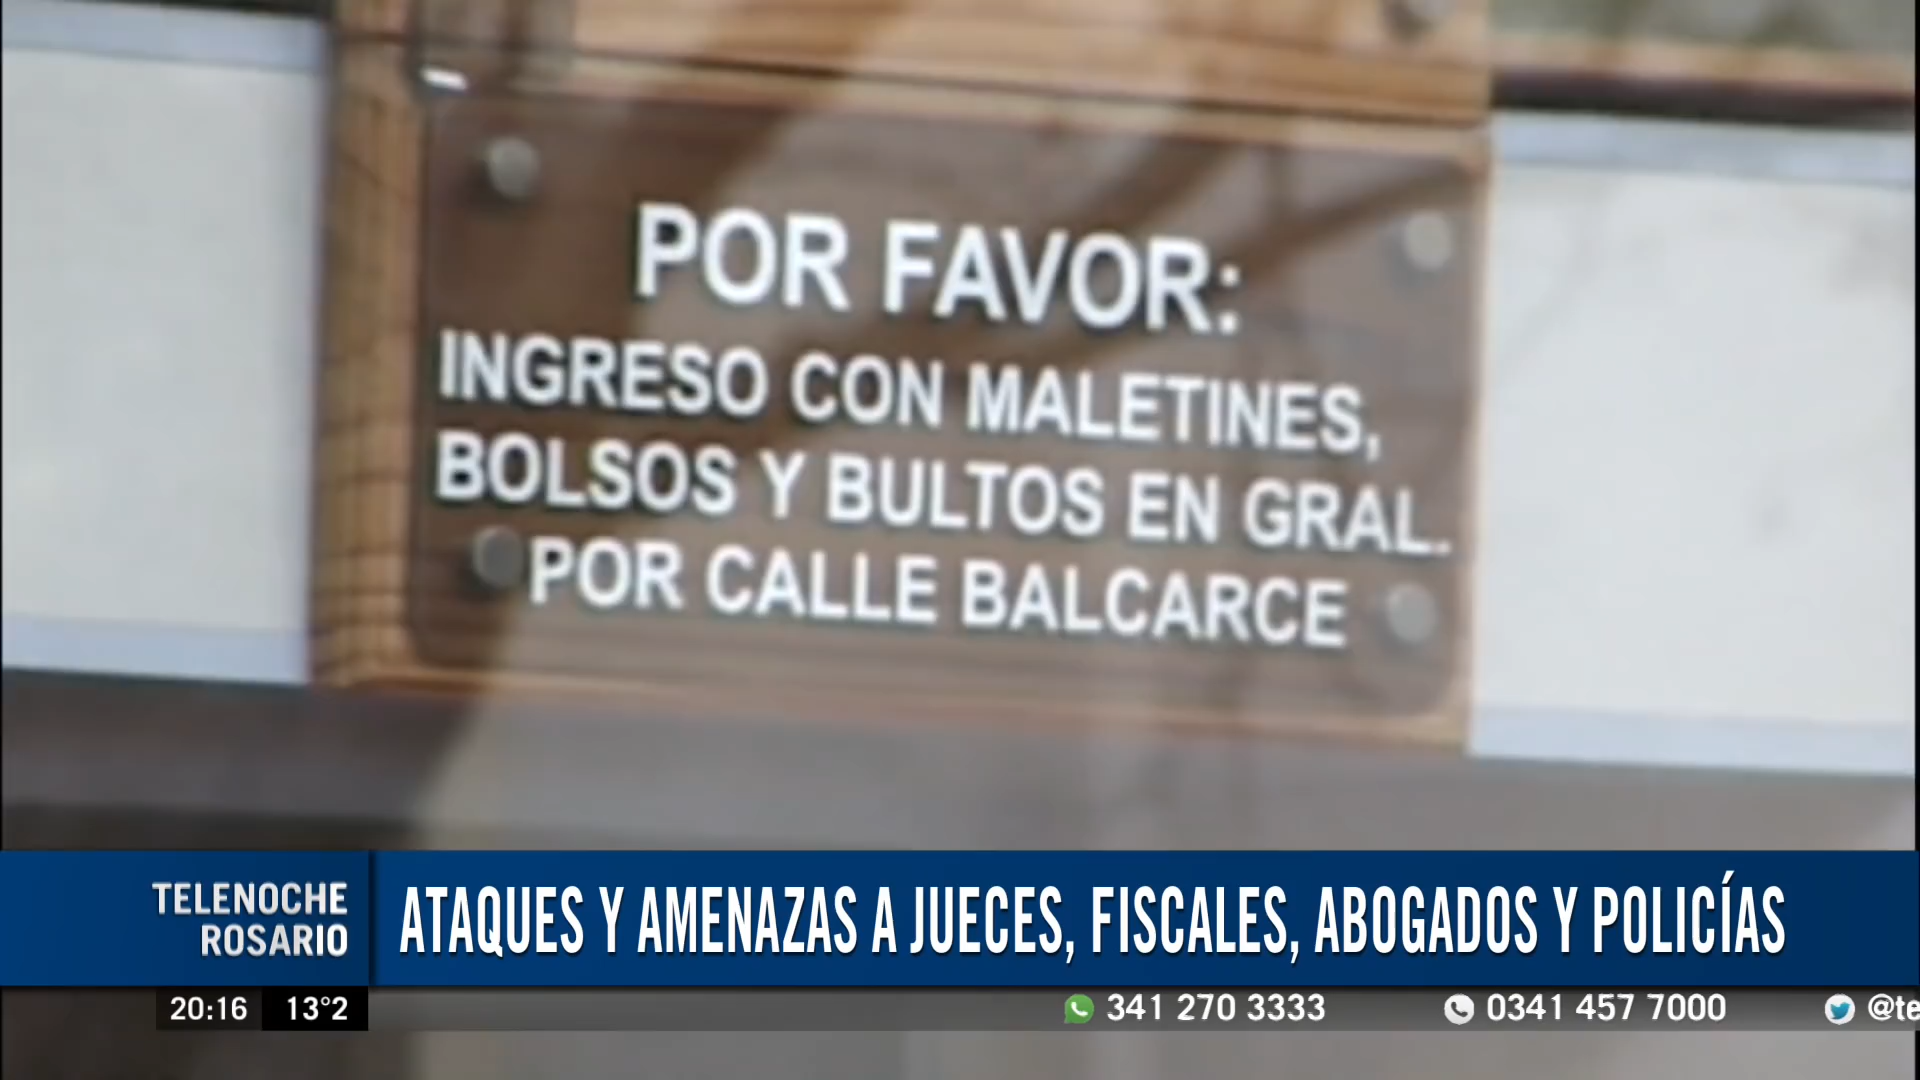 POR FAVOR:
INGRESO CON MALETINES,
BOLSOS Y BULTOS EN GRAL.
POR CALLE BALCARCE
TELENOCHE
ROSARIO
ATAQUES Y AMENAZAS A JUECES, FISCALES, ABOGADOS Y POLICÍAS
20:16 13°2 341 270 3333 0341 457 7000 @te